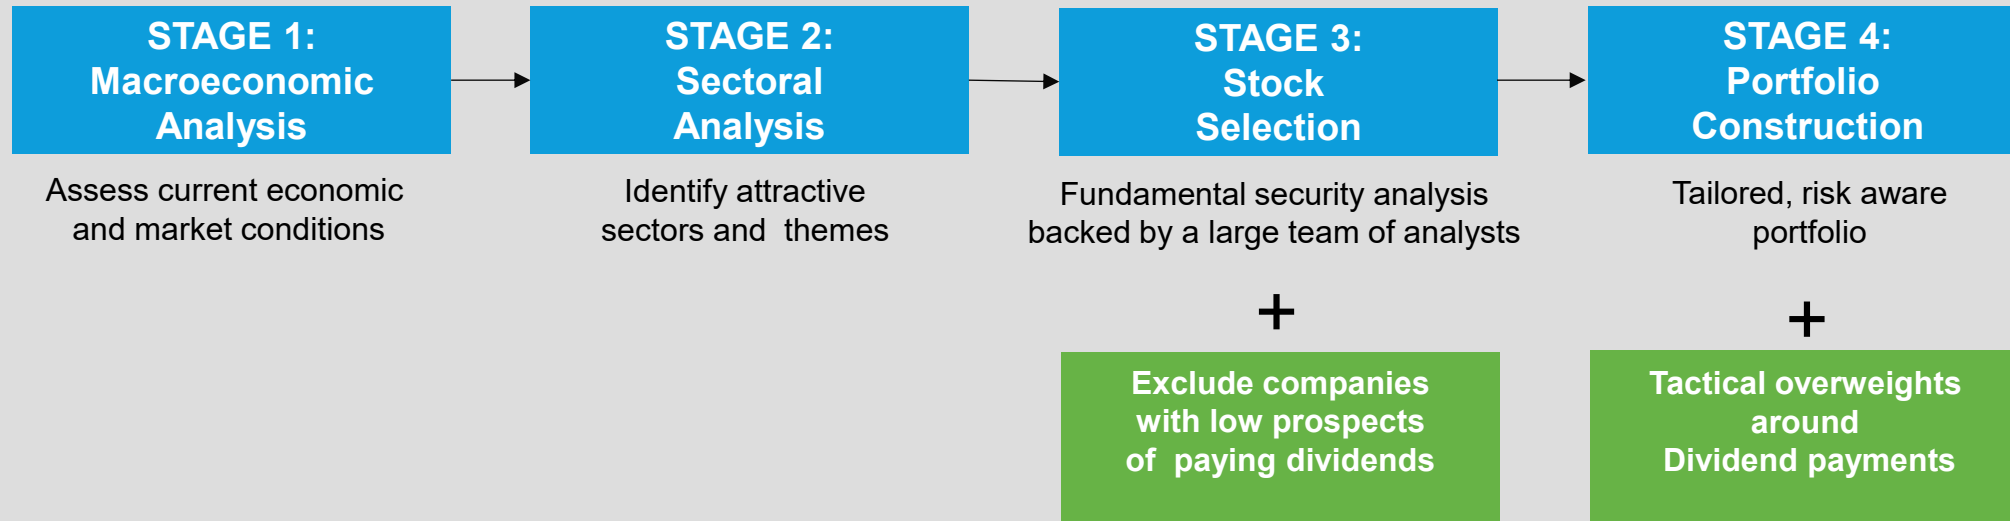 STAGE 1:
Macroeconomic
Analysis
Assess current economic
and market conditions
STAGE 2:
Sectoral
Analysis
Identify attractive
sectors and  themes
STAGE 3:
Stock
Selection
Fundamental security analysis
backed by a large team of analysts
+
Exclude companies
with low prospects
of  paying dividends
STAGE 4:
Portfolio
Construction
Tailored, risk aware
portfolio
+
Tactical overweights
around
Dividend payments